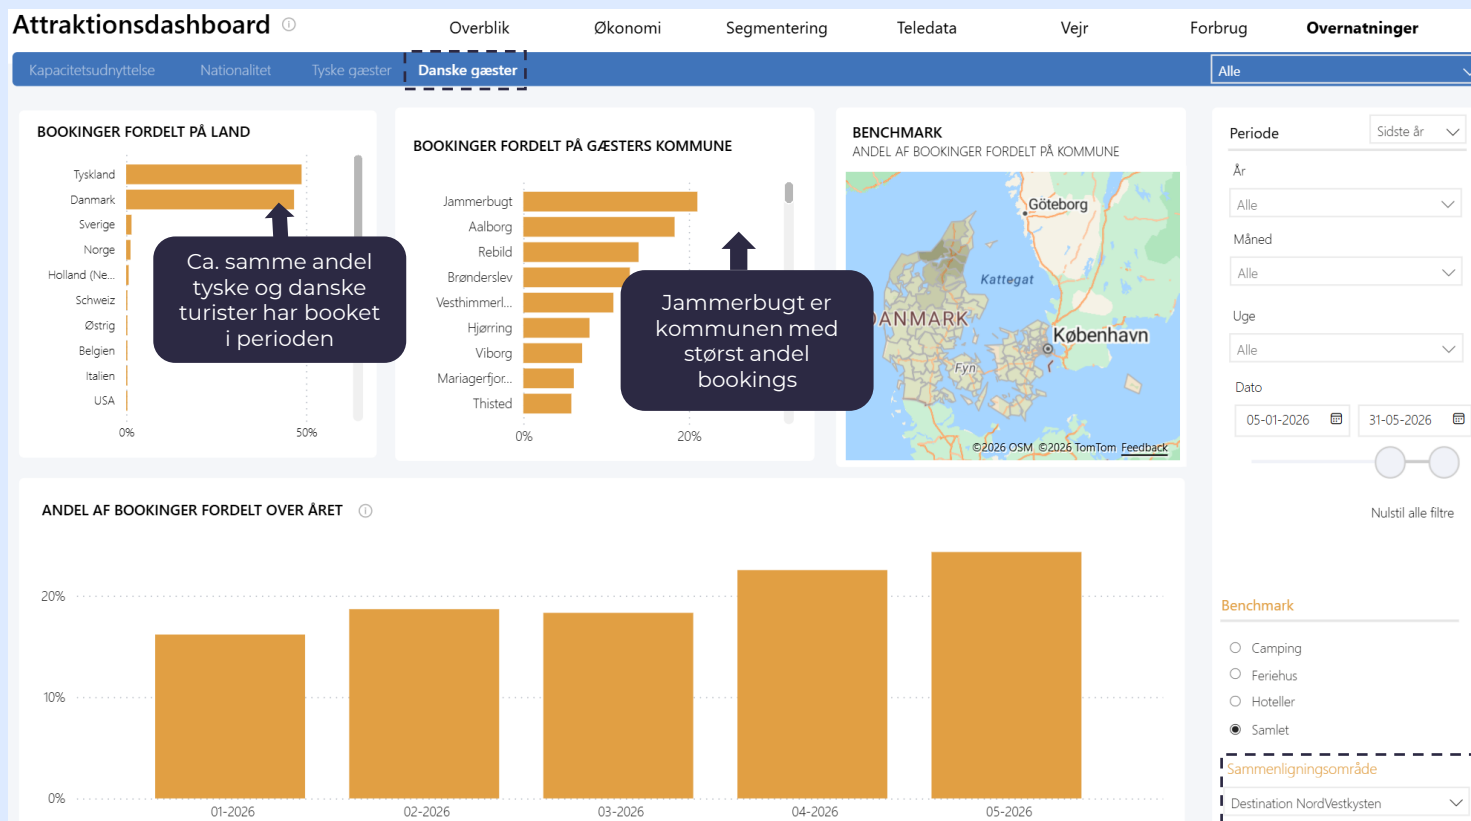 Attraktionsdashboard
Overblik
Økonomi
Segmentering
Teledata
Vejr
Forbrug
Overnatninger
Kapacitetsudnyttelse
Nationalitet
Tyske gæster
Danske gæster
Alle
BOOKINGER FORDELT PÅ LAND
Tyskland
Danmark
Sverige
Norge
Holland (Ne...
Schweiz
Østrig
Belgien
Italien
USA
0%
50%
Ca. samme andel
tyske og danske
turister har booket
i perioden
BOOKINGER FORDELT PÅ GÆSTERS KOMMUNE
Jammerbugt
Aalborg
Rebild
Brønderslev
Vesthimmerl...
Hjørring
Viborg
Mariagerfjor...
Thisted
0%
20%
Jammerbugt er
kommunen med
størst andel
bookings
BENCHMARK
ANDEL AF BOOKINGER FORDELT PÅ KOMMUNE
Göteborg
Kattegat
DANMARK
København
Fyn
©2026 OSM ©2026 TomTom Feedback
Periode
Sidste år
År
Alle
Måned
Alle
Uge
Alle
Dato
05-01-2026
31-05-2026
Nulstil alle filtre
ANDEL AF BOOKINGER FORDELT OVER ÅRET
20%
10%
0%
01-2026
02-2026
03-2026
04-2026
05-2026
Benchmark
Camping
Feriehus
Hoteller
Samlet
Sammenligningsområde
Destination NordVestkysten